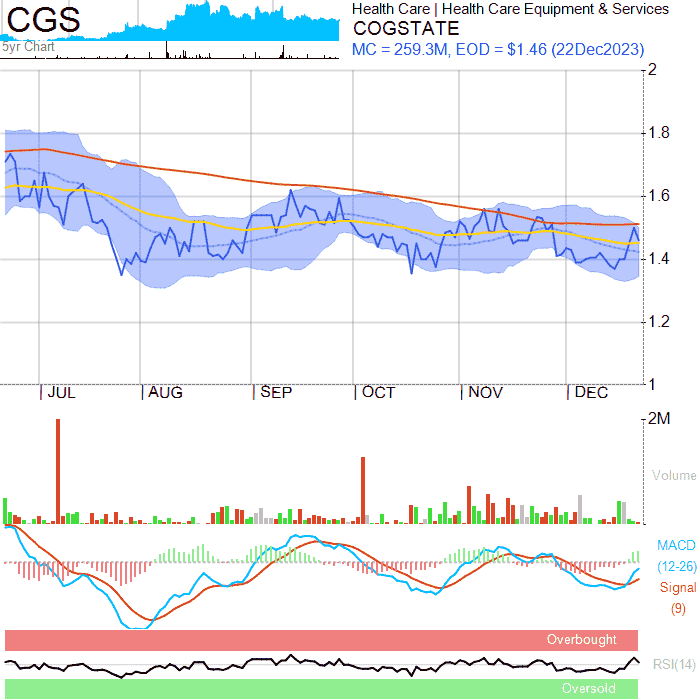 CGS
Health Care | Health Care Equipment & Services
COGSTATE
5yr Chart
MC = 259.3M, EOD = $1.46 (22Dec2023)
2
1.8
1.6
1.4
1.2
1
JUL AUG SEP OCT NOV DEC
2M
Volume
MACD
(12-26)
Signal
(9)
Overbought
RSI(14)
Oversold